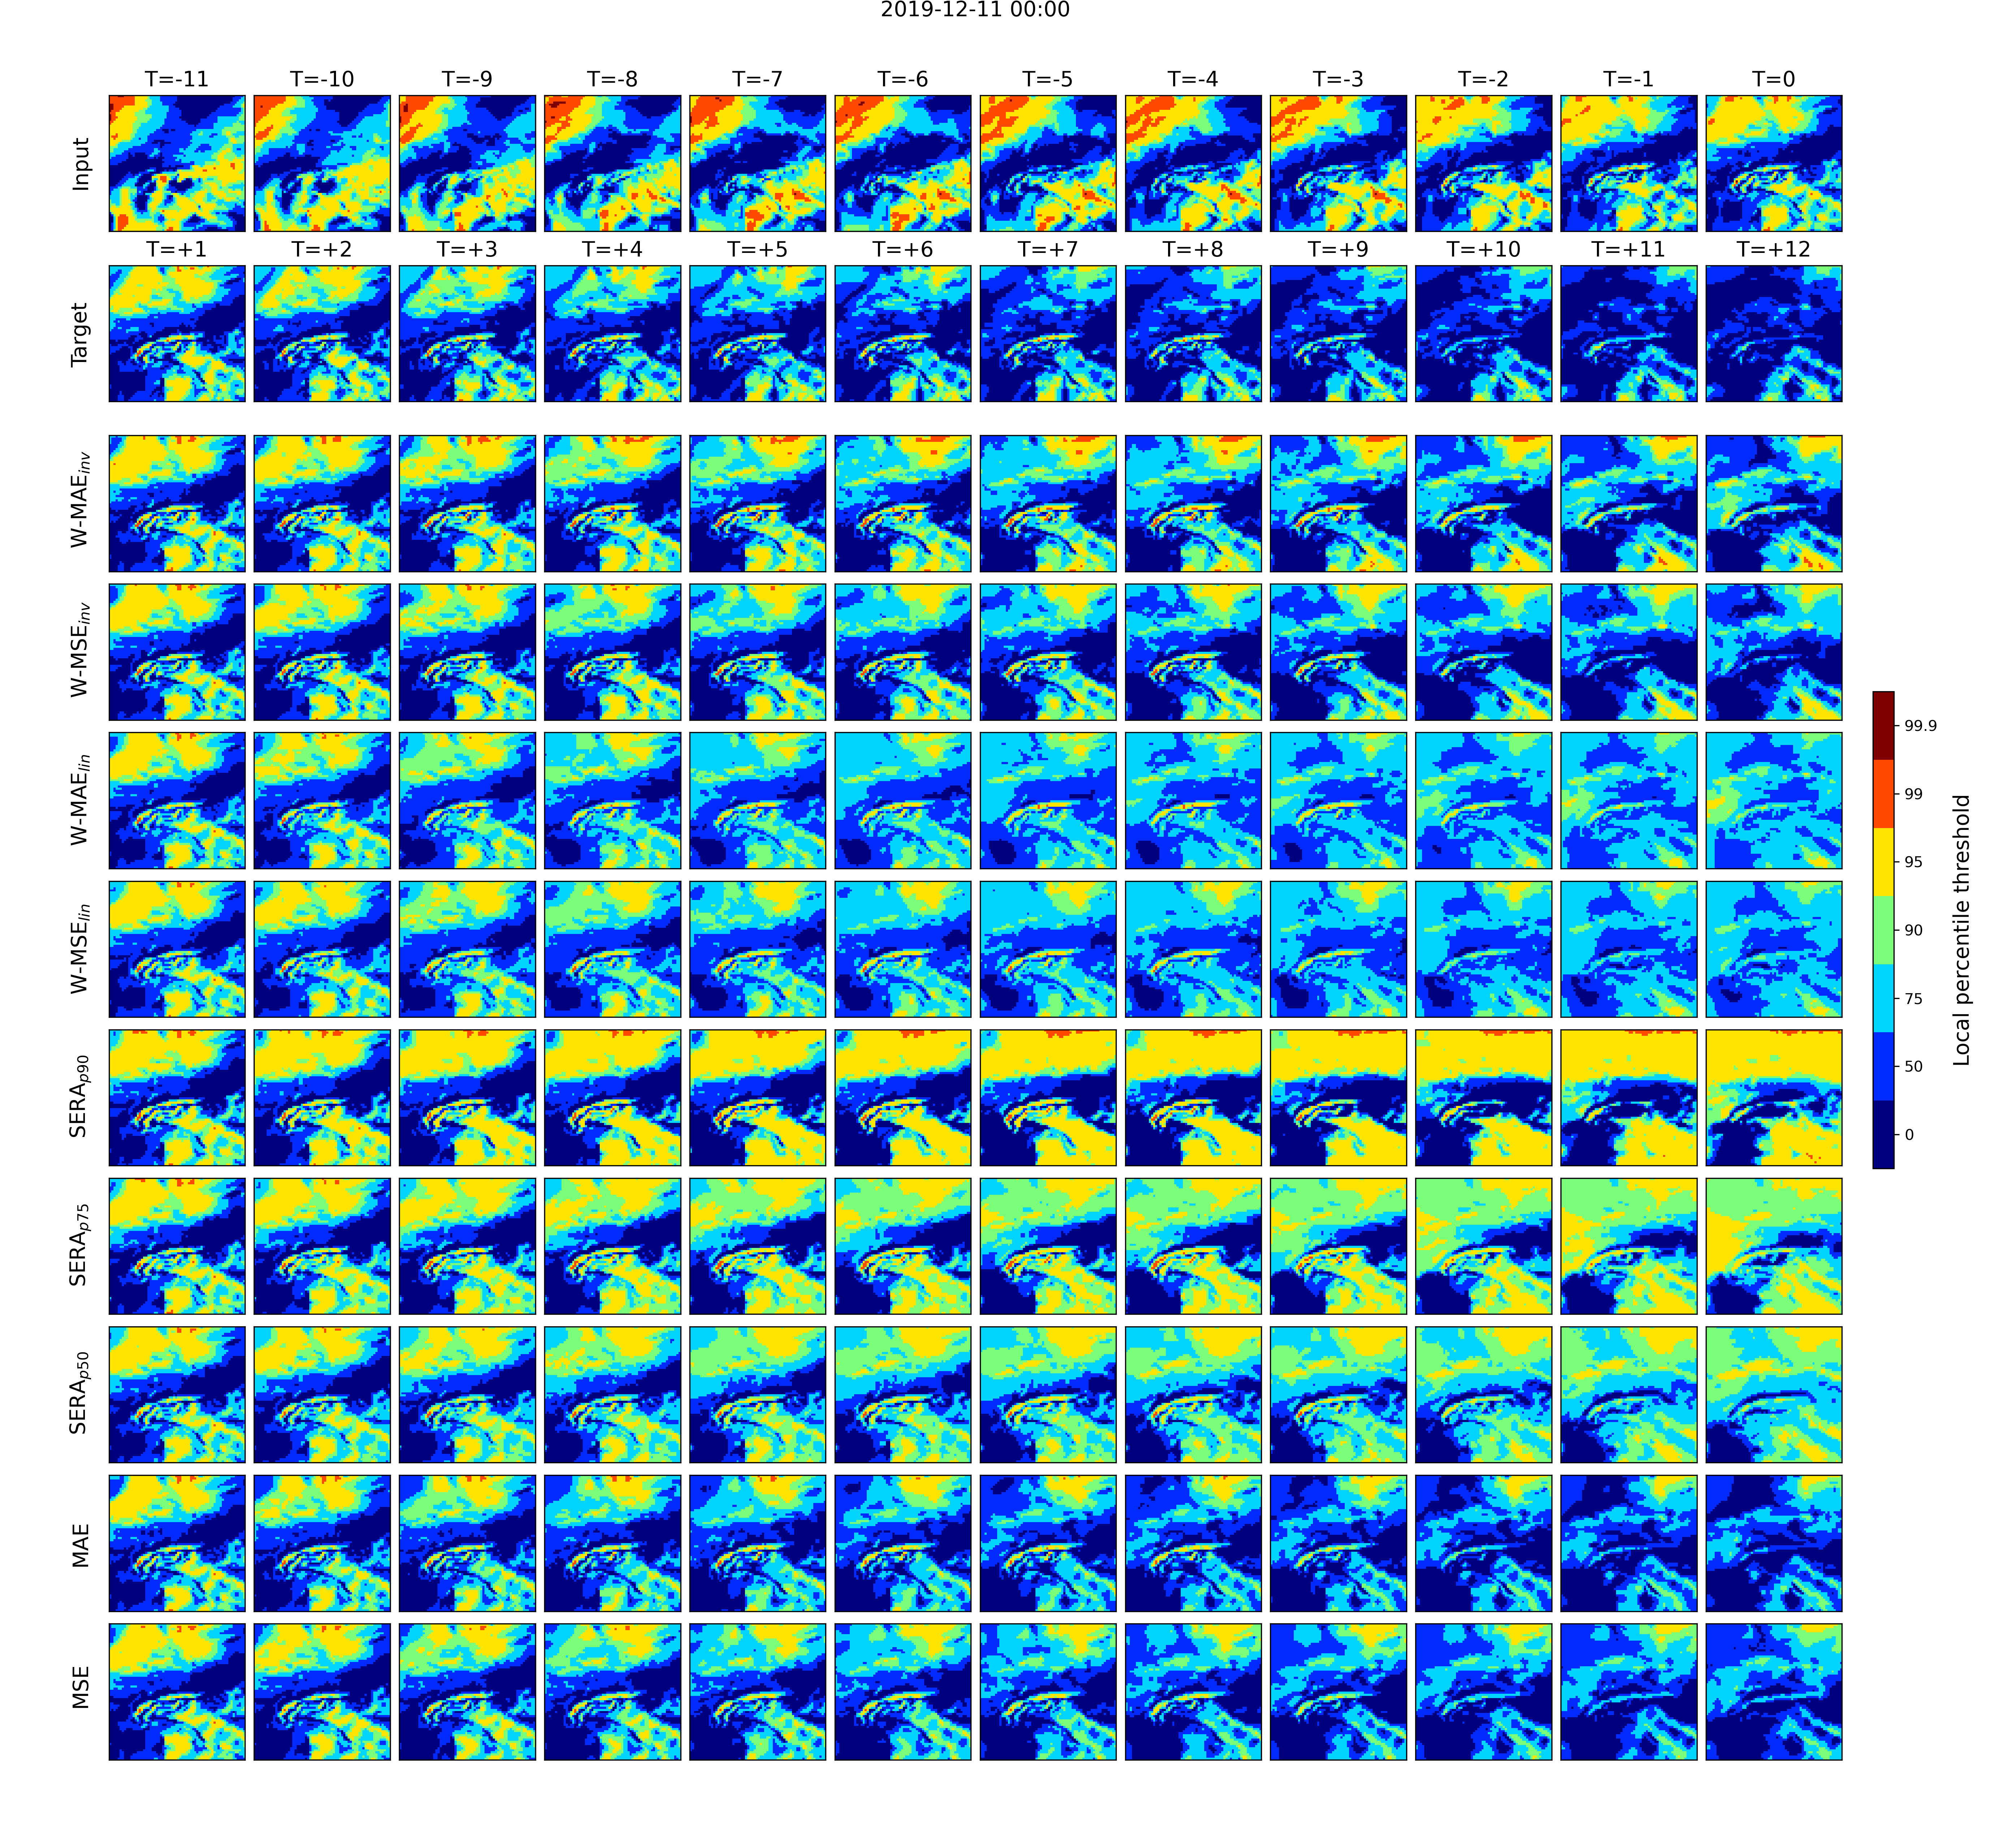 2019-12-11 00:00
T=-11 T=-10 T=-9 T=-8 T=-7 T=-6 T=-5 T=-4 T=-3 T=-2 T=-1 T=0
Input
T=+1 T=+2 T=+3 T=+4 T=+5 T=+6 T=+7 T=+8 T=+9 T=+10 T=+11 T=+12
Target
W-MAEinv
W-MSEinv
W-MAElin
W-MSElin
SERAp90
SERAp75
SERAp50
MAE
MSE
99.9
99
95
90
75
50
0
Local percentile threshold